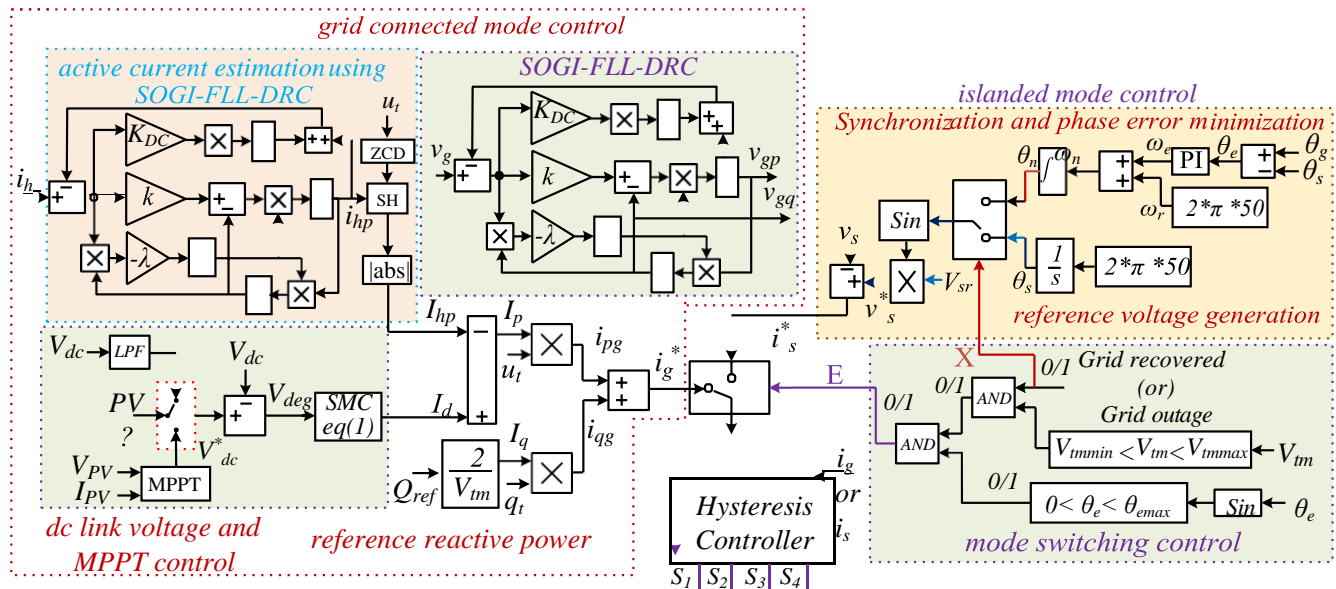 grid connected mode control
active current estimation using
SOGI-FLL-DRC
u_t
K_DC
++
ZCD
i_h
+ −
k
+ −
SH
i_hp
-λ
|abs|
SOGI-FLL-DRC
K_DC
++
v_g
+ −
k
+ −
v_gp
v_gq
-λ
islanded mode control
Synchronization and phase error minimization
θ_n
∫
ω_n
+
+
ω_e
PI
θ_e
+
−
θ_g
θ_s
ω_r
2*π *50
Sin
v_s
+ −
v*_s
V_sr
θ_s
1
s
2*π *50
reference voltage generation
V_dc
LPF
V_dc
PV
?
+ −
V_deg
SMC
eq(1)
V*_dc
V_PV
I_PV
MPPT
dc link voltage and
MPPT control
I_hp
−
+
I_d
I_p
u_t
i_pg
+
+
i_g*
i_qg
Q_ref
2
V_tm
I_q
q_t
reference reactive power
i*_s
E
X
0/1
Grid recovered
(or)
Grid outage
0/1
AND
0/1
AND
V_tmmin < V_tm < V_tmmax
V_tm
0/1
0 < θ_e < θ_emax
Sin
θ_e
mode switching control
Hysteresis
Controller
i_g
or
i_s
S_1 S_2 S_3 S_4